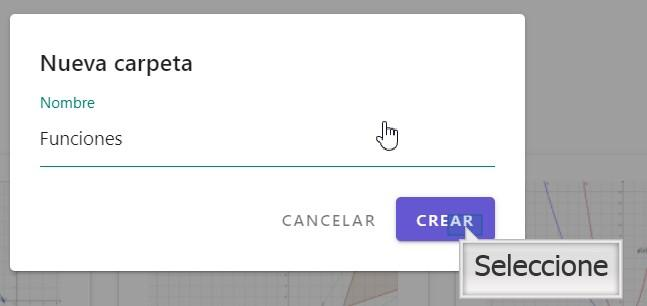 Nueva carpeta
Nombre
Funciones
CANCELAR CREAR
Seleccione